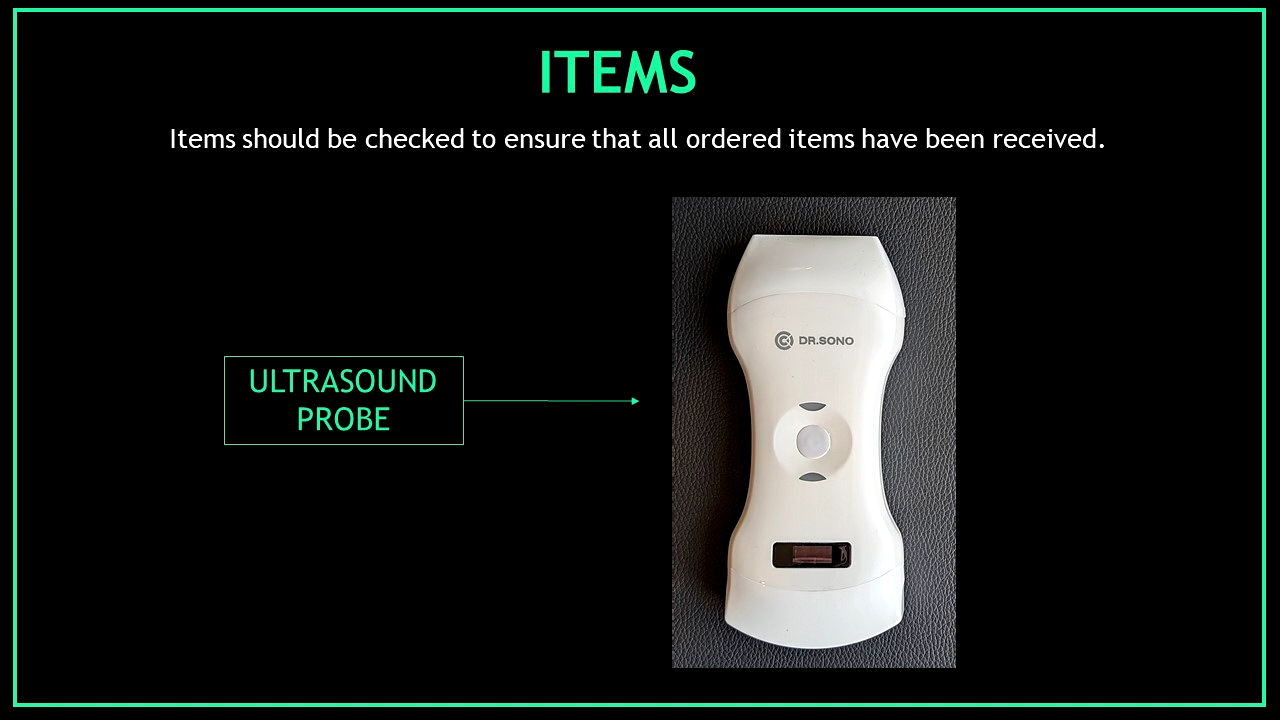 ITEMS
Items should be checked to ensure that all ordered items have been received.
DR.SONO
ULTRASOUND
PROBE